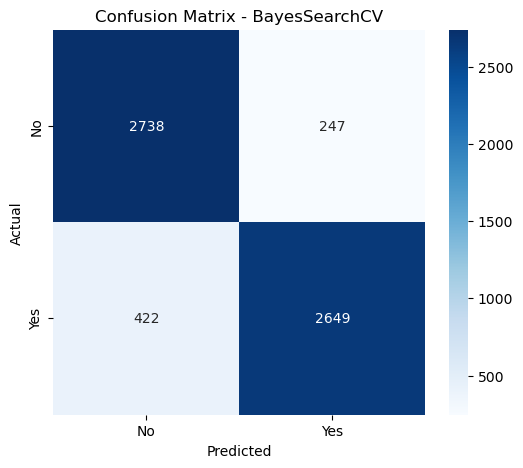 Confusion Matrix - BayesSearchCV
No
2738
247
Actual
Yes
422
2649
No
Yes
Predicted
2500
2000
1500
1000
500